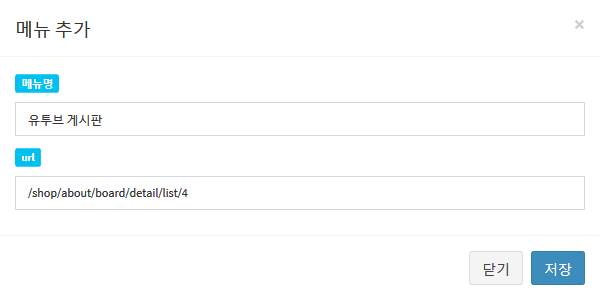 메뉴 추가
×
메뉴명
유투브 게시판
url
/shop/about/board/detail/list/4
닫기 저장